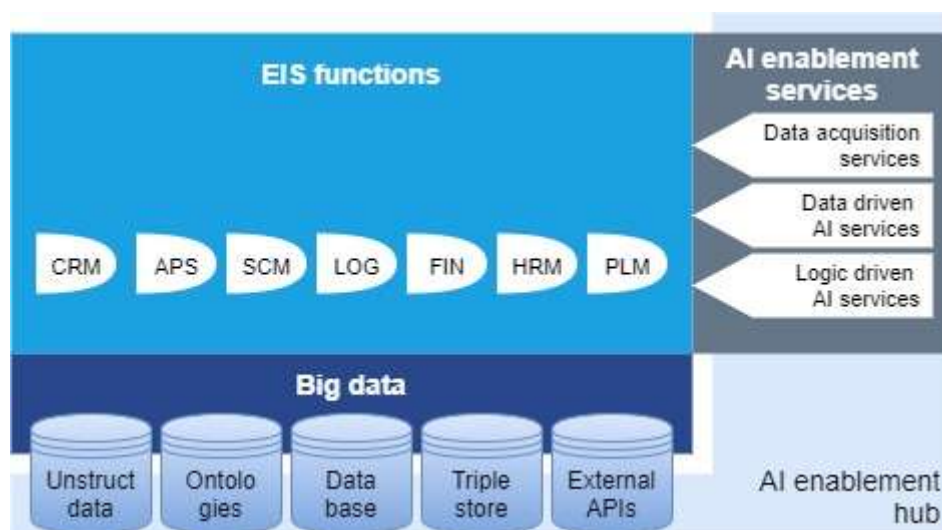 EIS functions
AI enablement
services
Data acquisition
services
Data driven
AI services
Logic driven
AI services
CRM APS SCM LOG FIN HRM PLM
Big data
Unstruct
data
Ontolo
gies
Data
base
Triple
store
External
APIs
AI enablement
hub